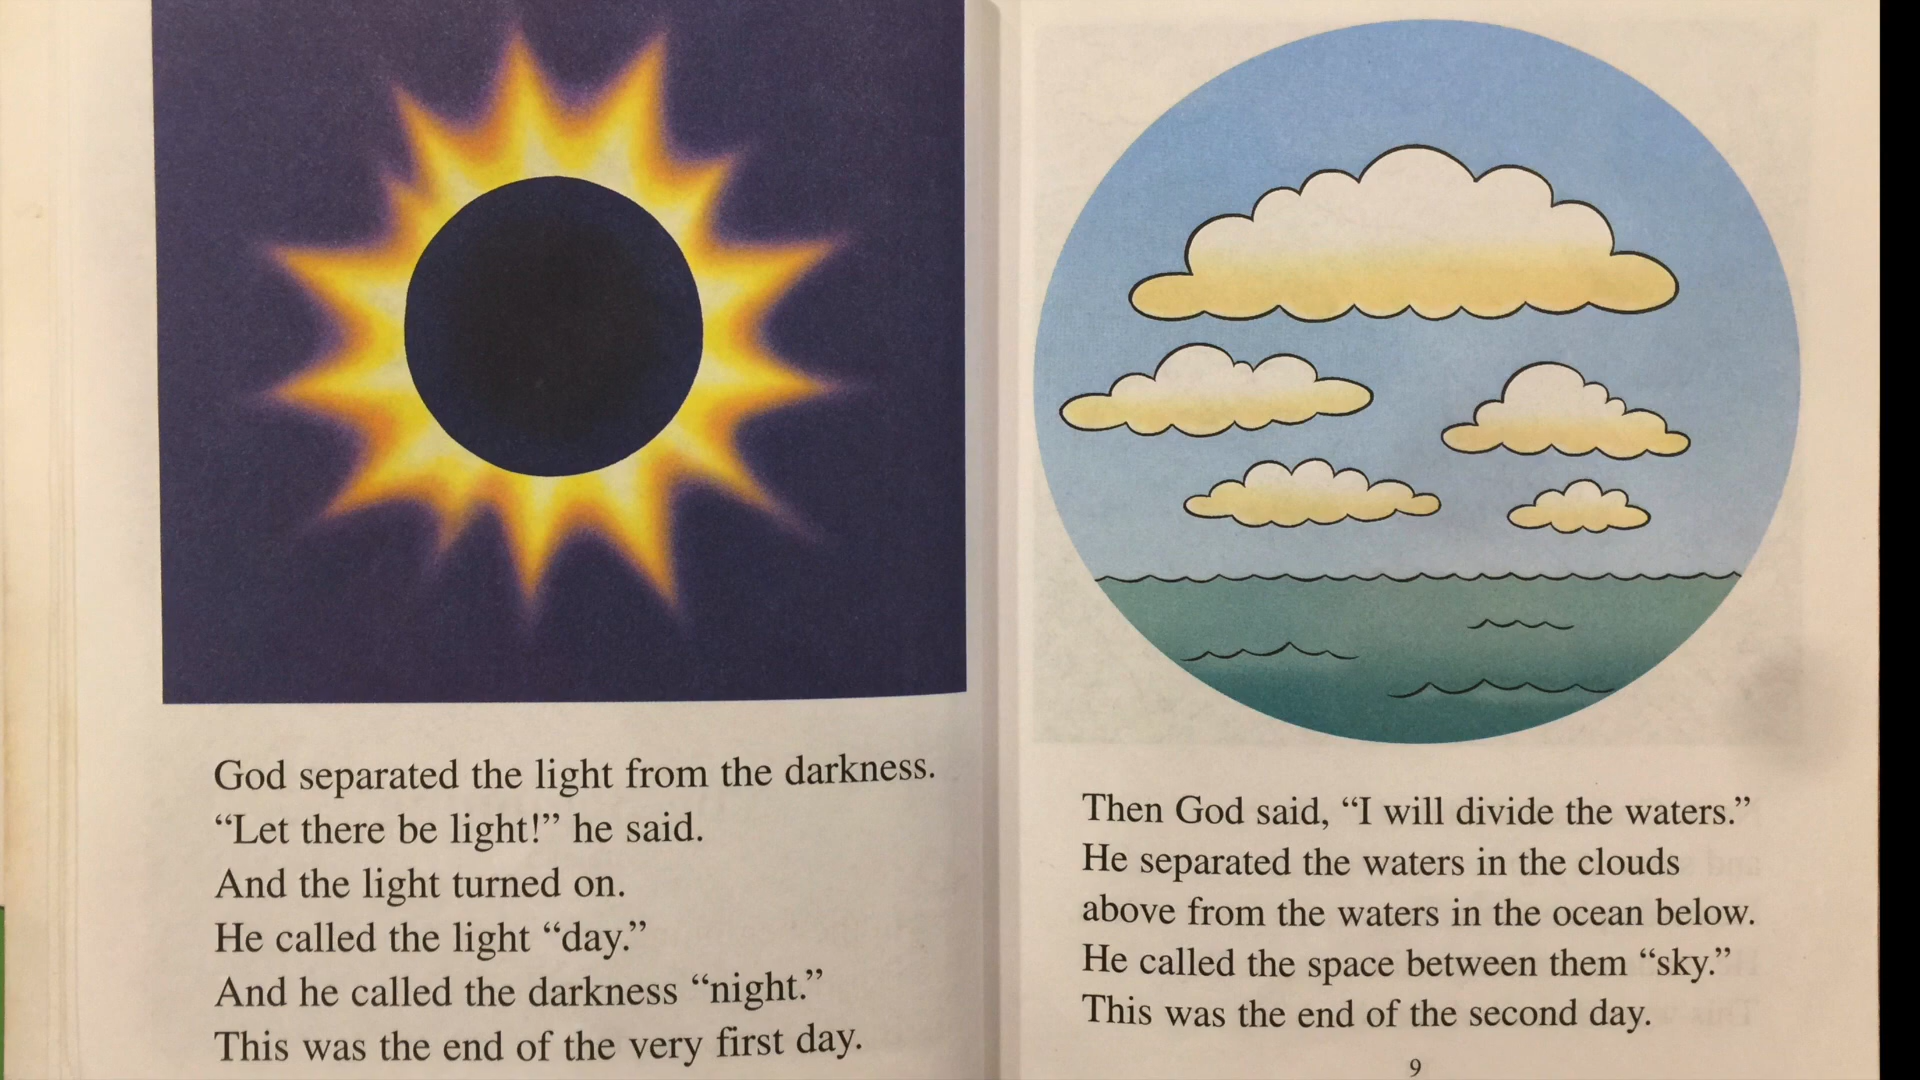 God separated the light from the darkness.
“Let there be light!” he said.
And the light turned on.
He called the light “day.”
And he called the darkness “night.”
This was the end of the very first day.
Then God said, “I will divide the waters.”
He separated the waters in the clouds
above from the waters in the ocean below.
He called the space between them “sky.”
This was the end of the second day.
9